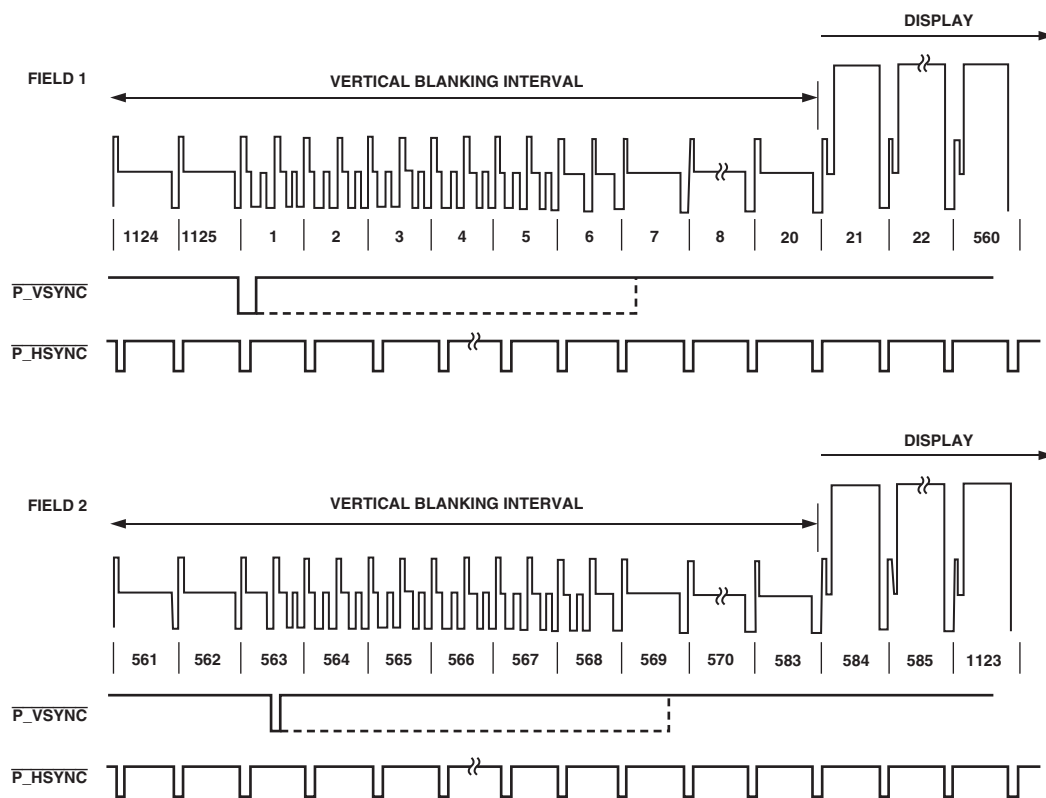 DISPLAY
FIELD 1
VERTICAL BLANKING INTERVAL
1124 1125 1 2 3 4 5 6 7 8 20 21 22 560
P_VSYNC
P_HSYNC
DISPLAY
FIELD 2
VERTICAL BLANKING INTERVAL
561 562 563 564 565 566 567 568 569 570 583 584 585 1123
P_VSYNC
P_HSYNC